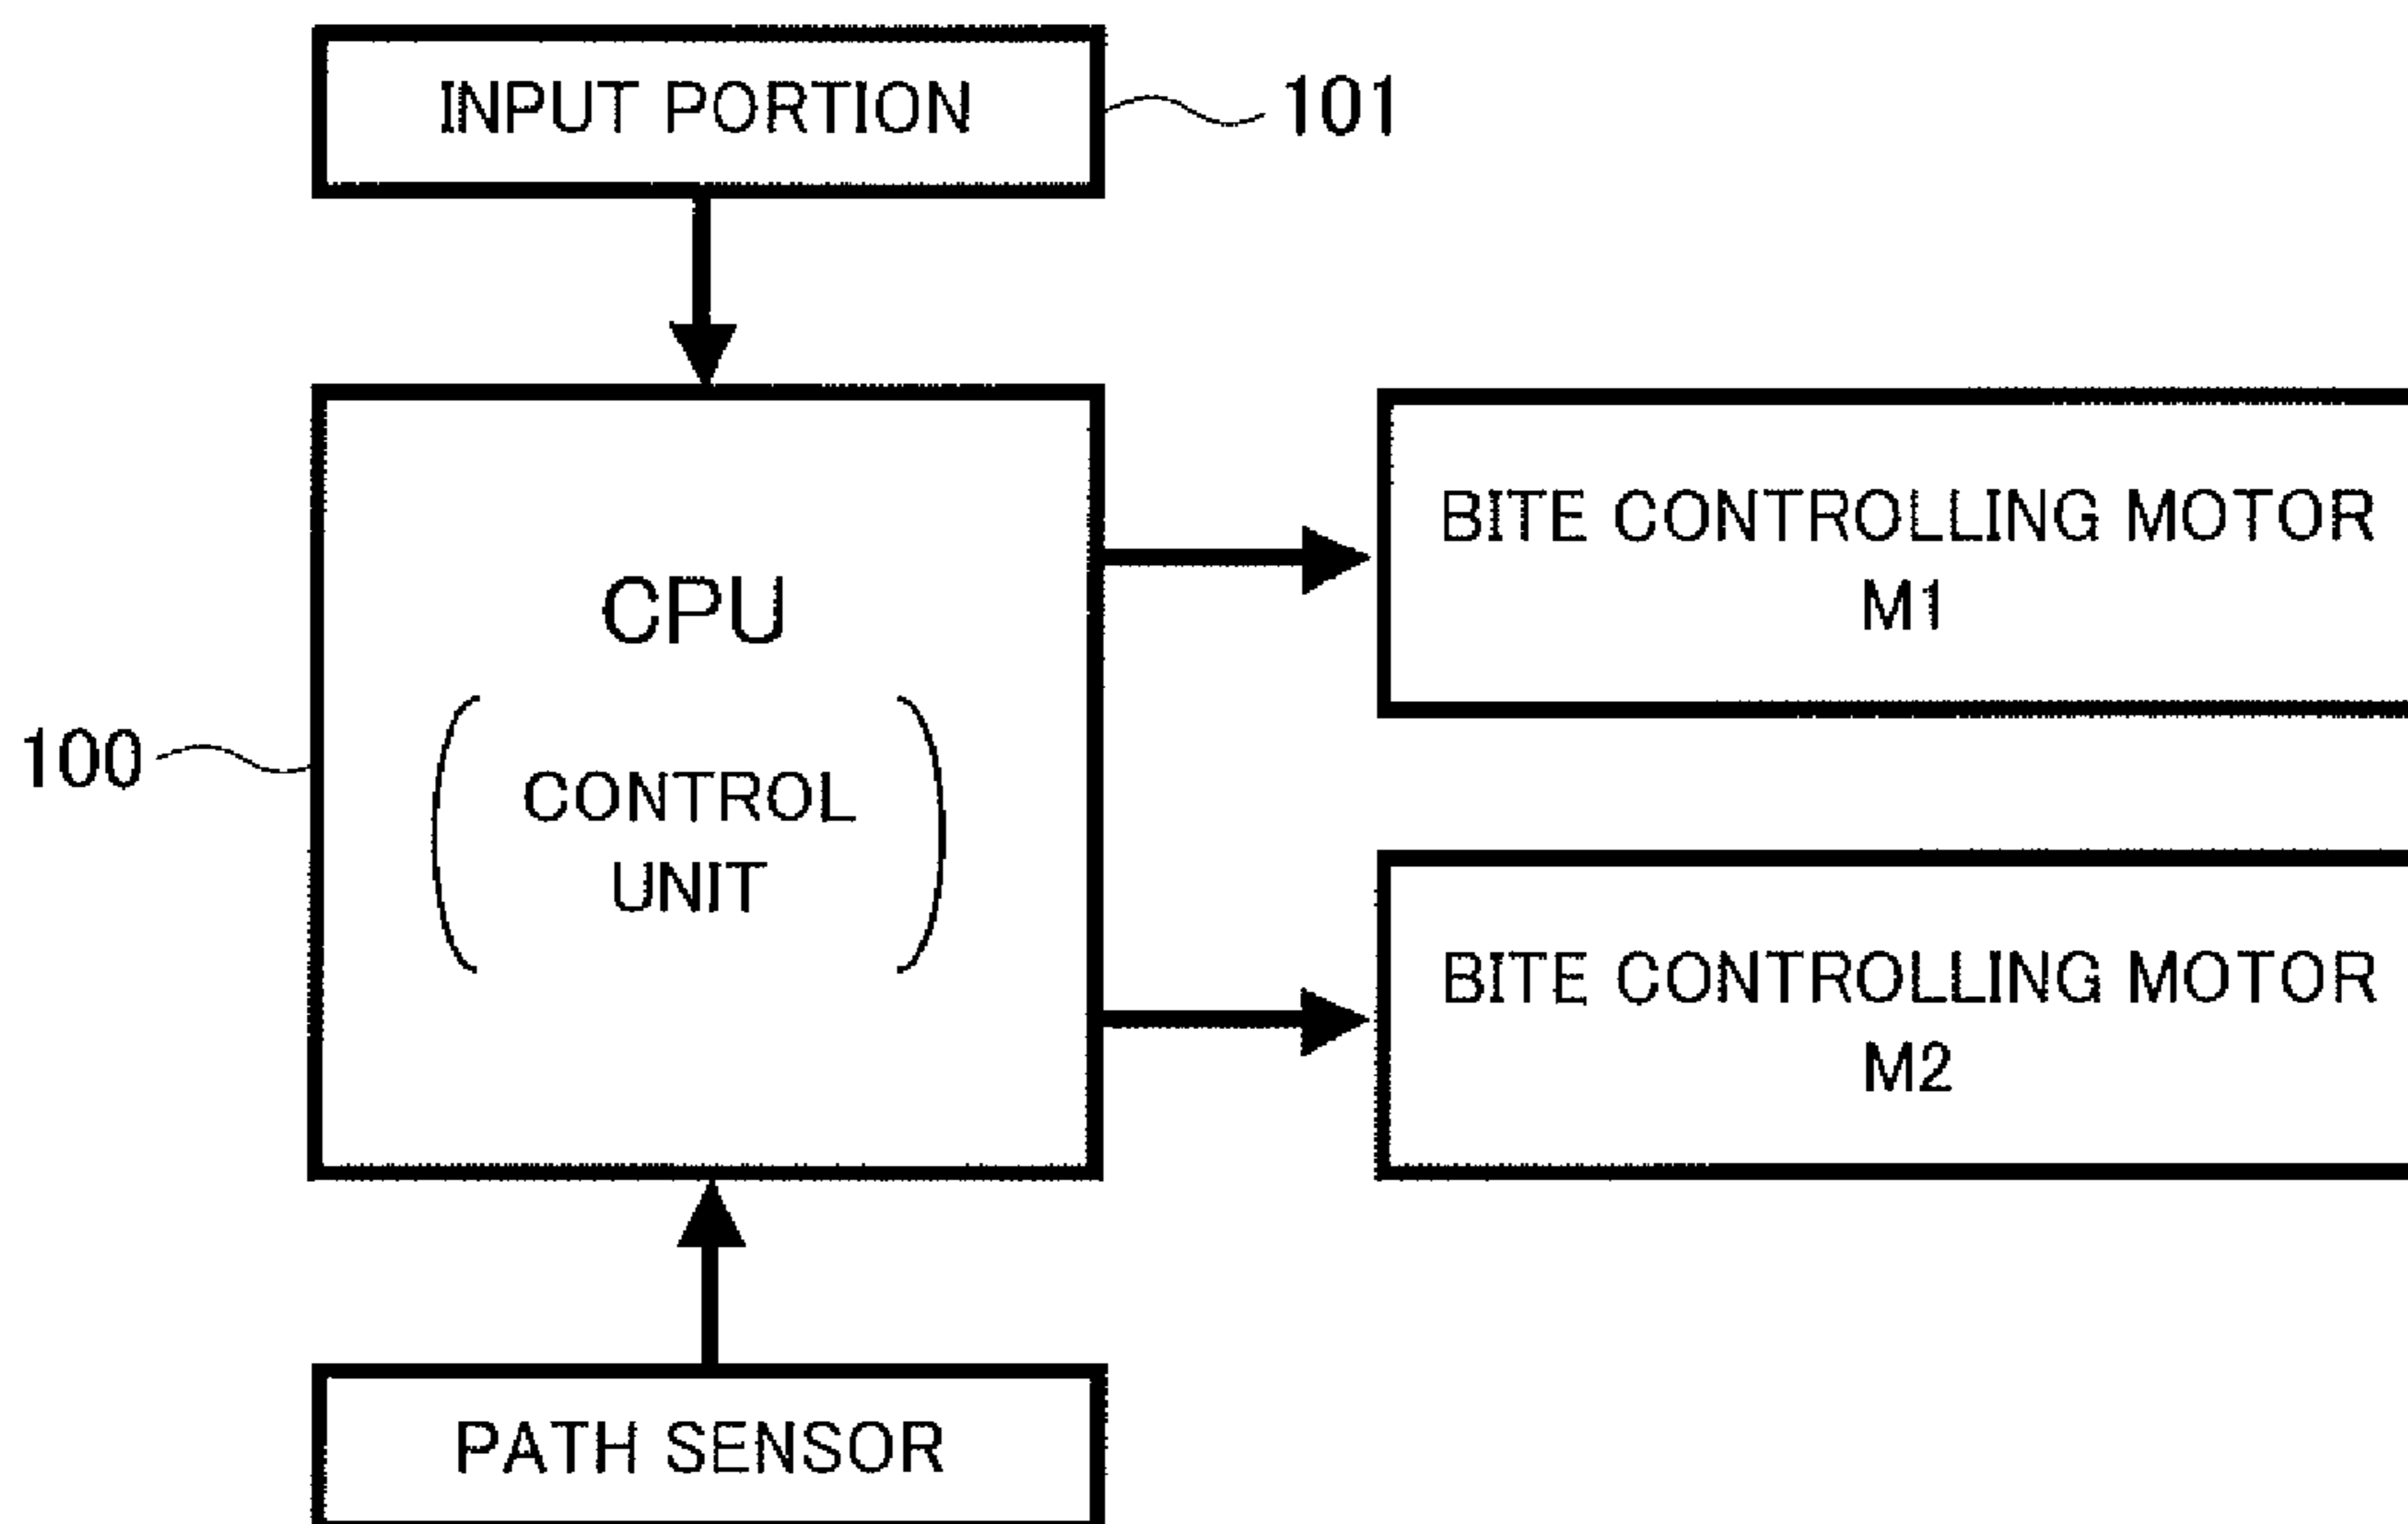 INPUT PORTION
101
CPU
CONTROL
UNIT
100
BITE CONTROLLING MOTOR
M1
BITE CONTROLLING MOTOR
M2
PATH SENSOR